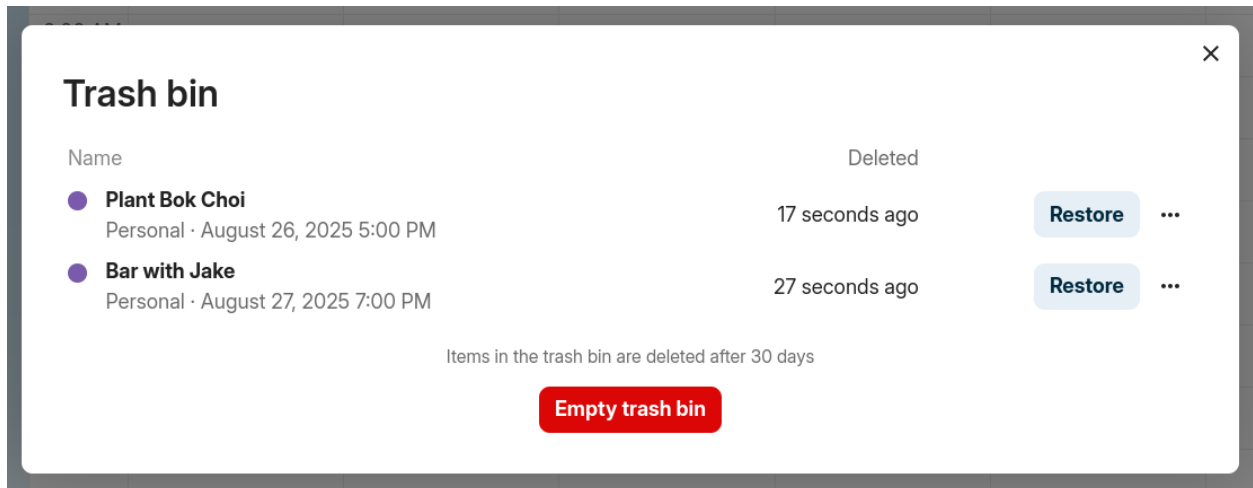 Trash bin
Name Deleted
Plant Bok Choi
Personal · August 26, 2025 5:00 PM
17 seconds ago
Restore
Bar with Jake
Personal · August 27, 2025 7:00 PM
27 seconds ago
Restore
Items in the trash bin are deleted after 30 days
Empty trash bin